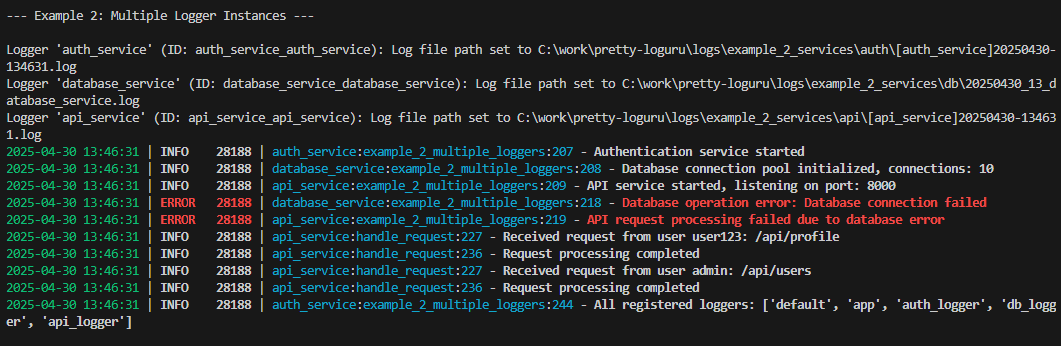 --- Example 2: Multiple Logger Instances ---
Logger 'auth_service' (ID: auth_service_auth_service): Log file path set to C:\work\pretty-loguru\logs\example_2_services\auth\[auth_service]20250430-
134631.log
Logger 'database_service' (ID: database_service_database_service): Log file path set to C:\work\pretty-loguru\logs\example_2_services\db\20250430_13_d
atabase_service.log
Logger 'api_service' (ID: api_service_api_service): Log file path set to C:\work\pretty-loguru\logs\example_2_services\api\[api_service]20250430-13463
1.log
2025-04-30 13:46:31 | INFO    28188 | auth_service:example_2_multiple_loggers:207 - Authentication service started
2025-04-30 13:46:31 | INFO    28188 | database_service:example_2_multiple_loggers:208 - Database connection pool initialized, connections: 10
2025-04-30 13:46:31 | INFO    28188 | api_service:example_2_multiple_loggers:209 - API service started, listening on port: 8000
2025-04-30 13:46:31 | ERROR   28188 | database_service:example_2_multiple_loggers:218 - Database operation error: Database connection failed
2025-04-30 13:46:31 | ERROR   28188 | api_service:example_2_multiple_loggers:219 - API request processing failed due to database error
2025-04-30 13:46:31 | INFO    28188 | api_service:handle_request:227 - Received request from user user123: /api/profile
2025-04-30 13:46:31 | INFO    28188 | api_service:handle_request:236 - Request processing completed
2025-04-30 13:46:31 | INFO    28188 | api_service:handle_request:227 - Received request from user admin: /api/users
2025-04-30 13:46:31 | INFO    28188 | api_service:handle_request:236 - Request processing completed
2025-04-30 13:46:31 | INFO    28188 | auth_service:example_2_multiple_loggers:244 - All registered loggers: ['default', 'app', 'auth_logger', 'db_logg
er', 'api_logger']